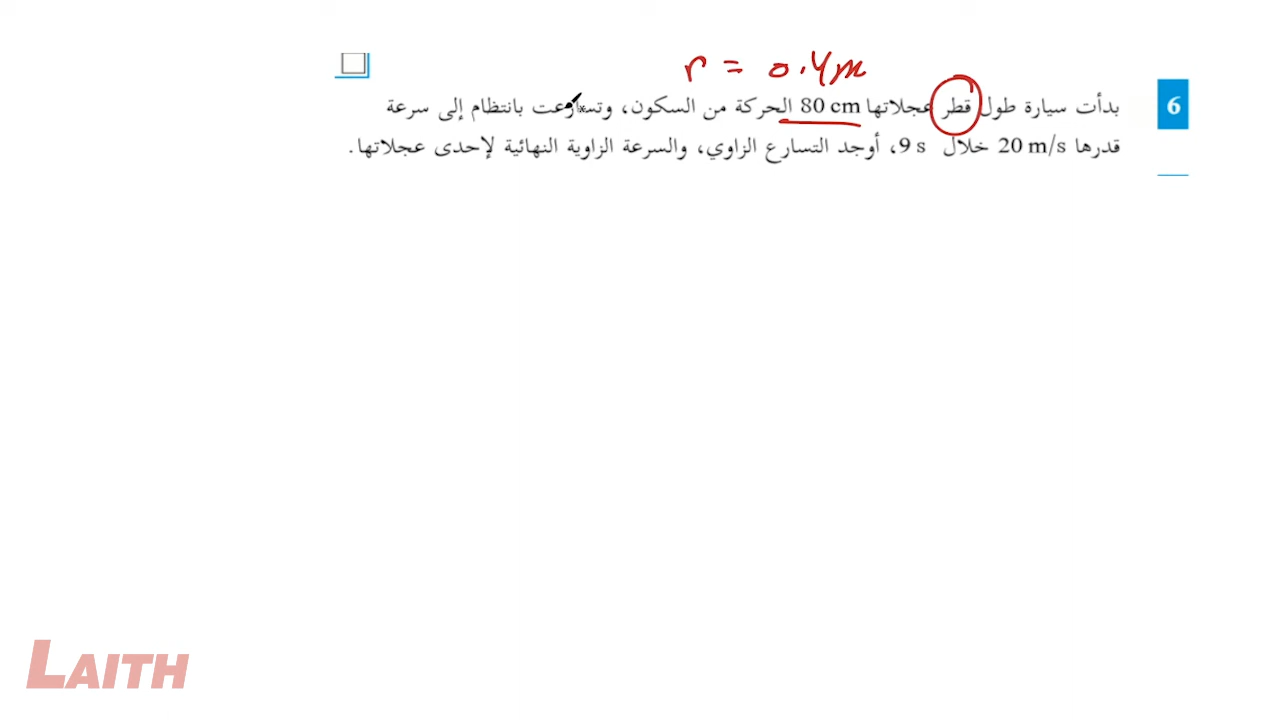 r = 0.4m
6
بدأت سيارة طول قطر عجلاتها 80 cm الحركة من السكون، وتسارعت بانتظام إلى سرعة
قدرها 20 m/s خلال 9 s، أوجد التسارع الزاوي، والسرعة الزاوية النهائية لإحدى عجلاتها.
LAITH